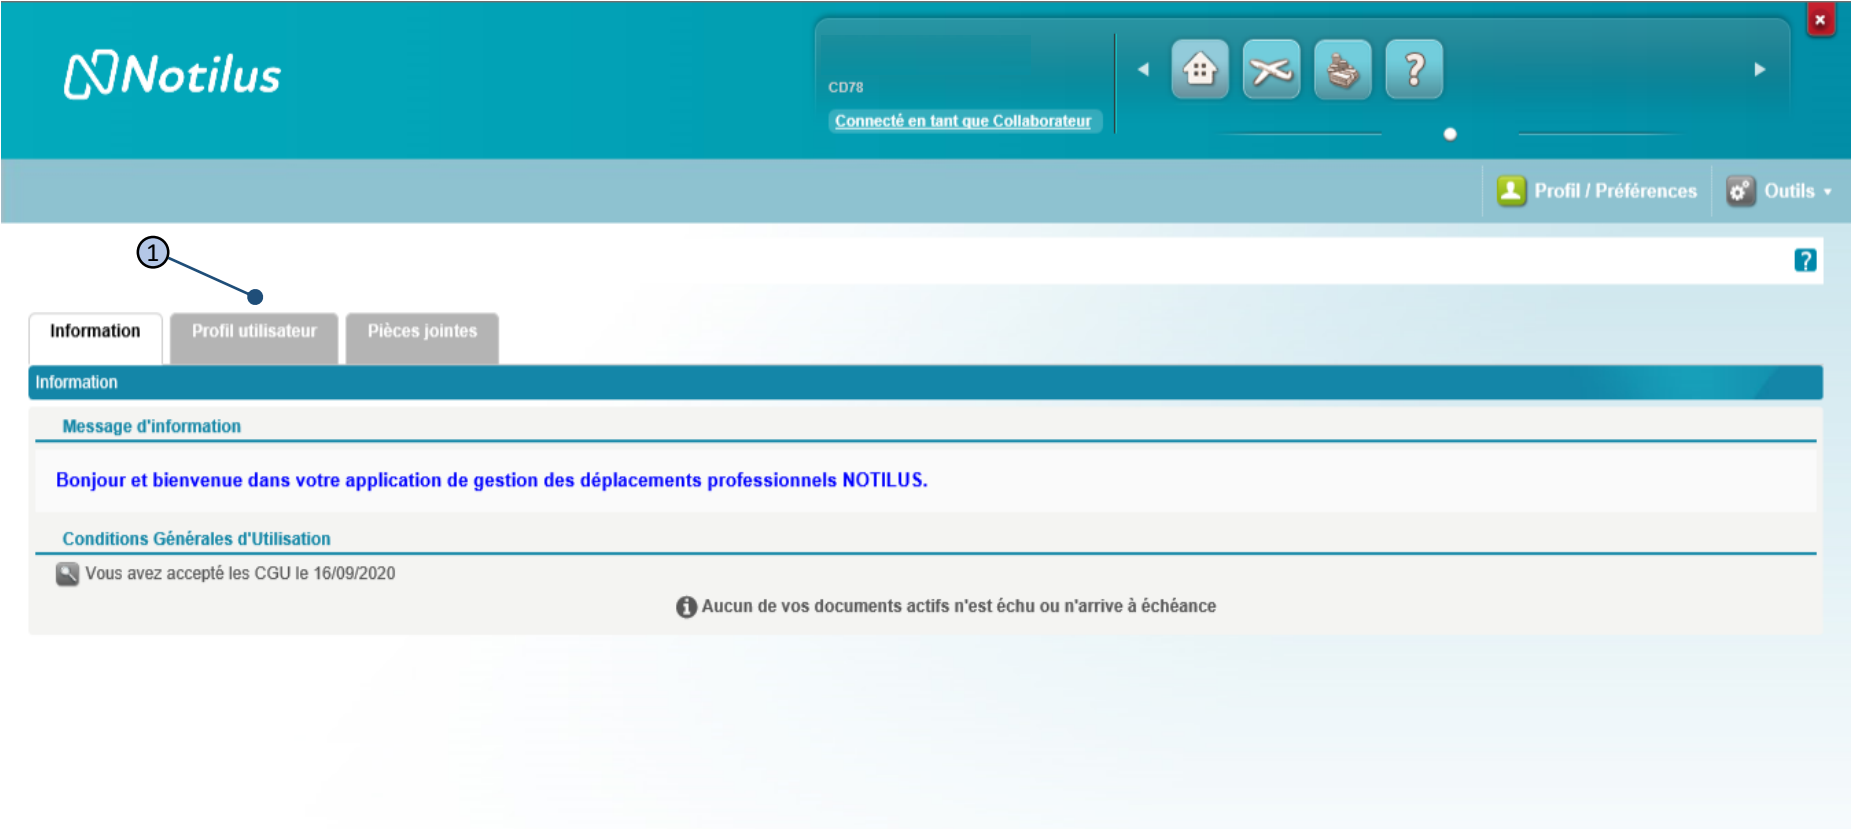 Notilus
CD78
Connecté en tant que Collaborateur
?
Profil / Préférences
Outils
1
?
Information
Profil utilisateur
Pièces jointes
Information
Message d'information
Bonjour et bienvenue dans votre application de gestion des déplacements professionnels NOTILUS.
Conditions Générales d'Utilisation
Vous avez accepté les CGU le 16/09/2020
Aucun de vos documents actifs n'est échu ou n'arrive à échéance